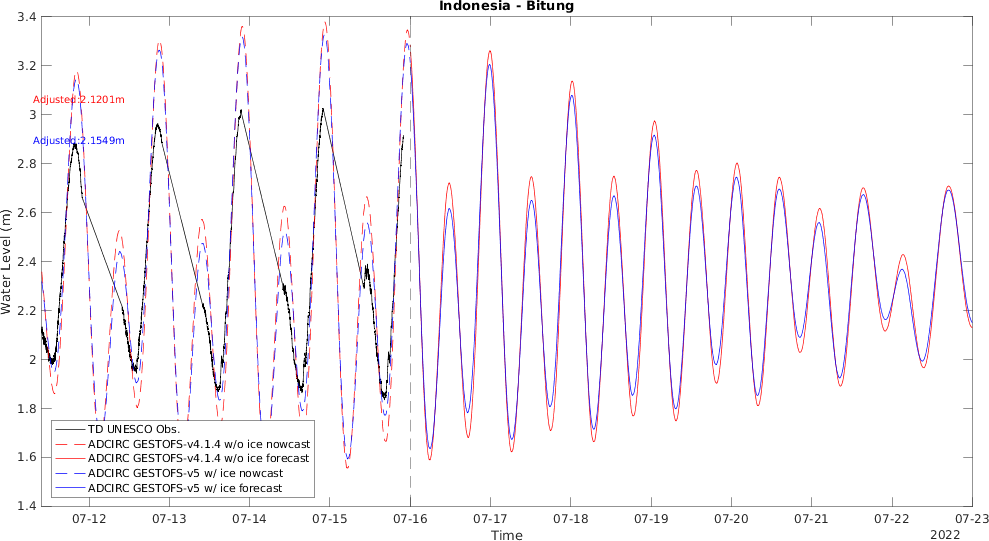 Indonesia - Bitung
3.4
3.2
3
2.8
2.6
2.4
2.2
2
1.8
1.6
1.4
Water Level (m)
Adjusted:2.1201m
Adjusted:2.1549m
TD UNESCO Obs.
ADCIRC GESTOFS-v4.1.4 w/o ice nowcast
ADCIRC GESTOFS-v4.1.4 w/o ice forecast
ADCIRC GESTOFS-v5 w/ ice nowcast
ADCIRC GESTOFS-v5 w/ ice forecast
07-12 07-13 07-14 07-15 07-16 07-17 07-18 07-19 07-20 07-21 07-22 07-23
Time
2022